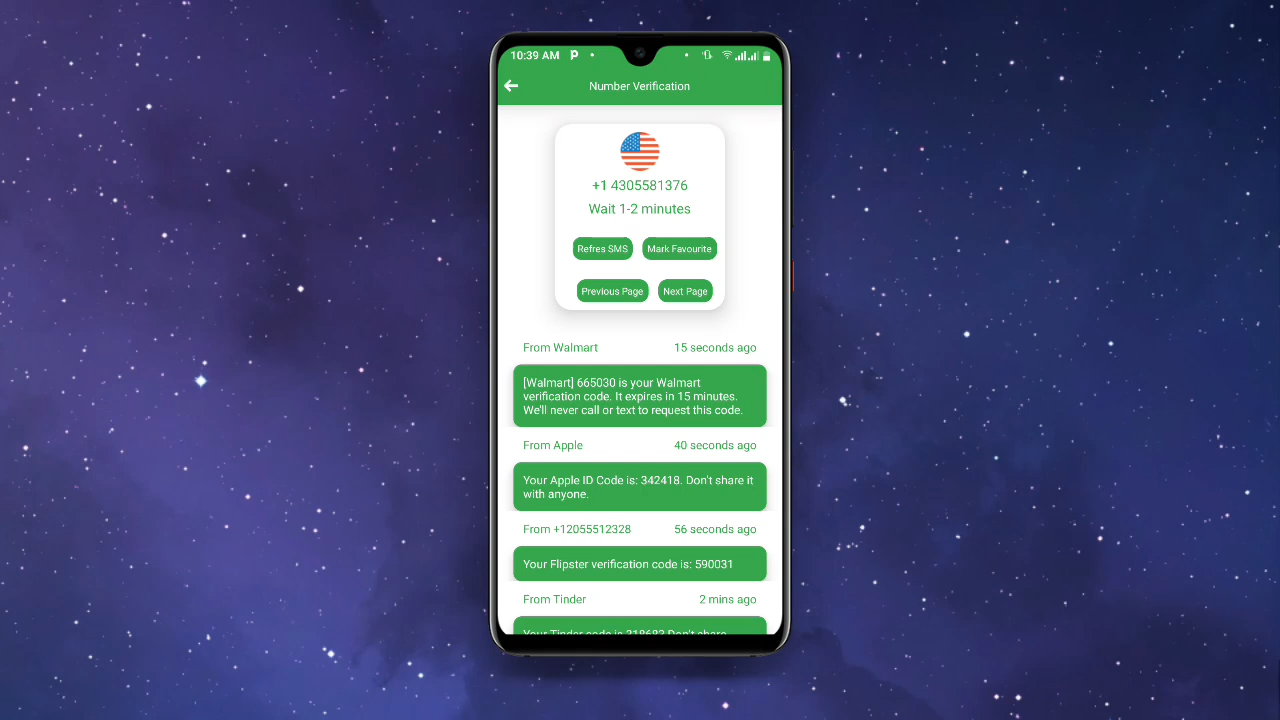 10:39 AM
Number Verification
+1 4305581376
Wait 1-2 minutes
Refres SMS Mark Favourite
Previous Page Next Page
From Walmart 15 seconds ago
[Walmart] 665030 is your Walmart
verification code. It expires in 15 minutes.
We'll never call or text to request this code.
From Apple 40 seconds ago
Your Apple ID Code is: 342418. Don't share it
with anyone.
From +12055512328 56 seconds ago
Your Flipster verification code is: 590031
From Tinder 2 mins ago
Your Tinder code is 318683 Don't share